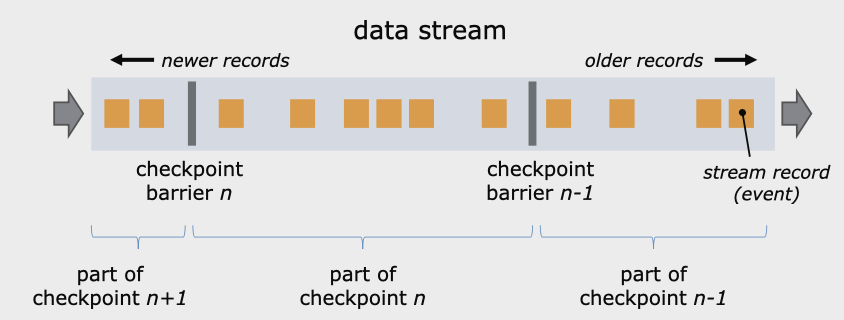 data stream
newer records
older records
checkpoint
barrier n
checkpoint
barrier n-1
stream record
(event)
part of
checkpoint n+1
part of
checkpoint n
part of
checkpoint n-1